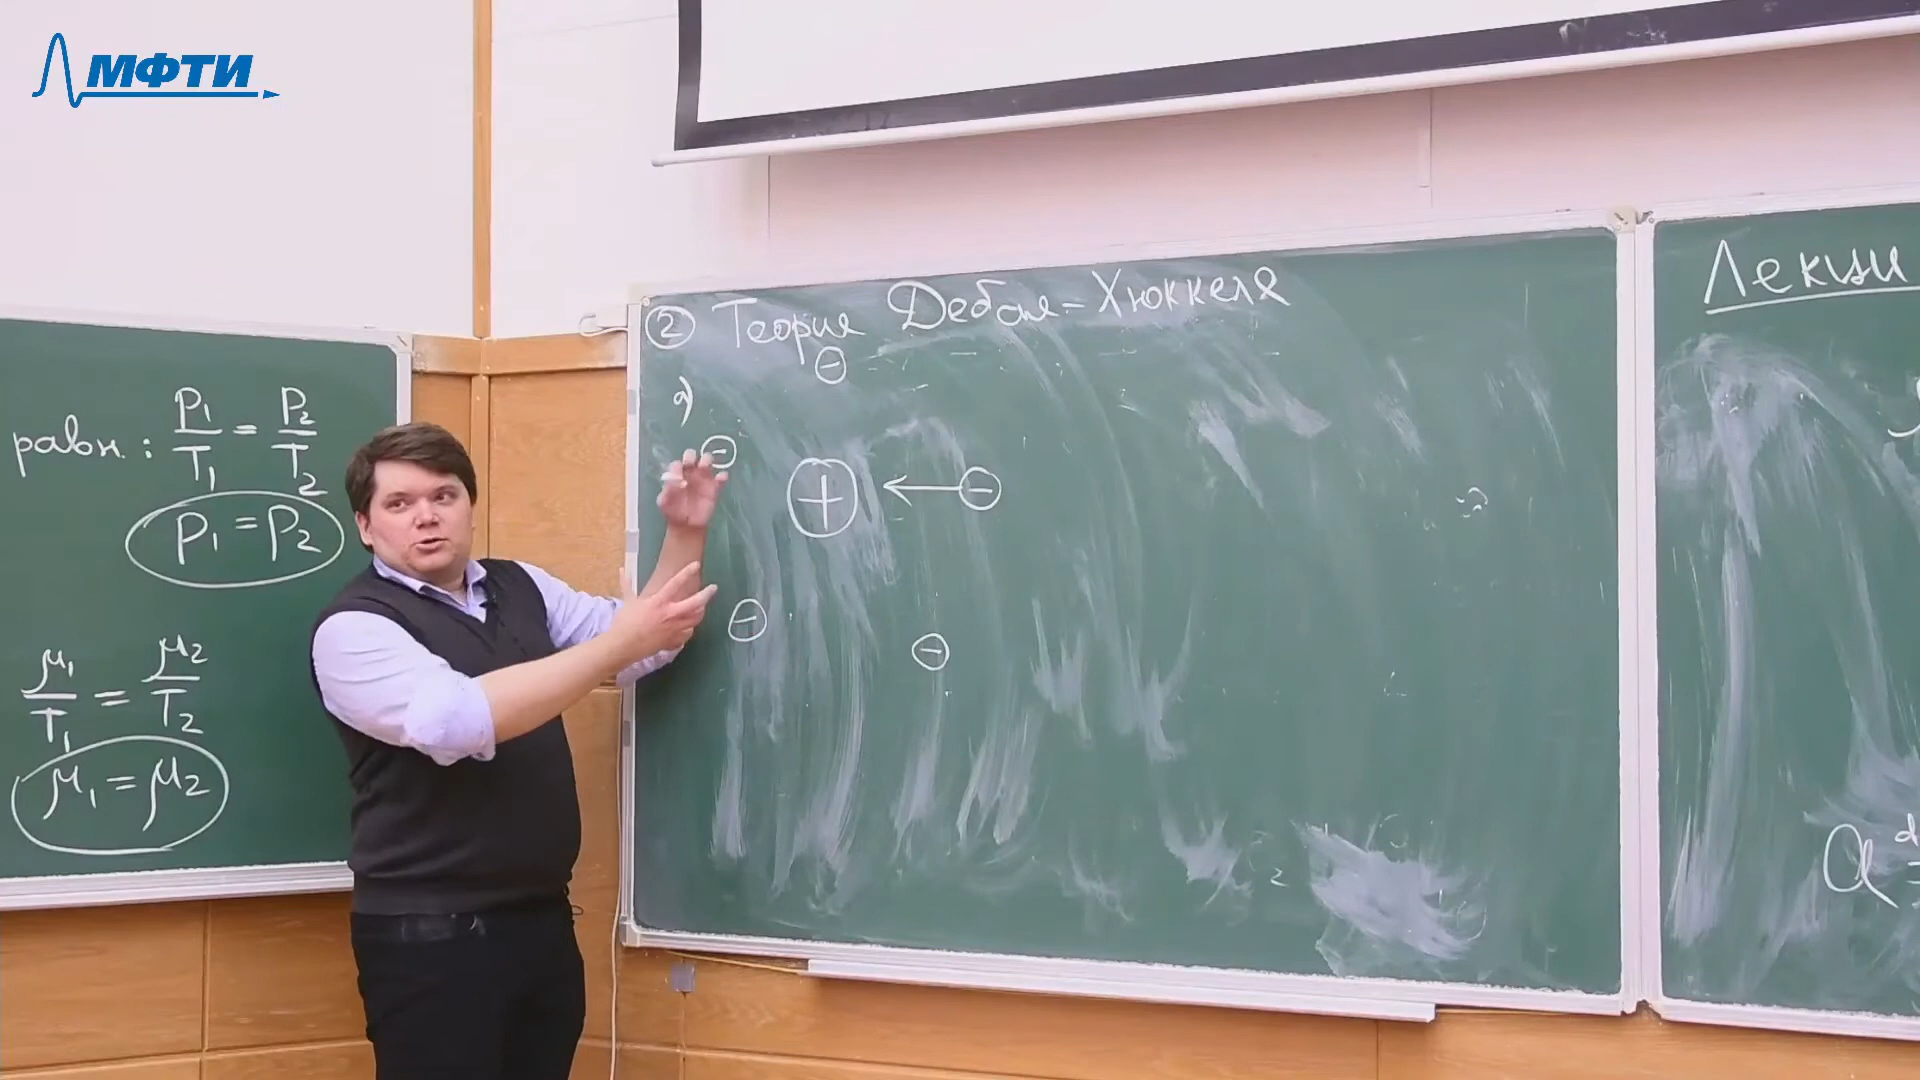 МФТИ
равн.: P₁/T₁ = P₂/T₂
P₁ = P₂
μ₁/T₁ = μ₂/T₂
μ₁ = μ₂
② Теория Дебая-Хюккеля
⊖
а)
⊖
⊕ ← ⊖
⊖
⊖
Лекци
Q